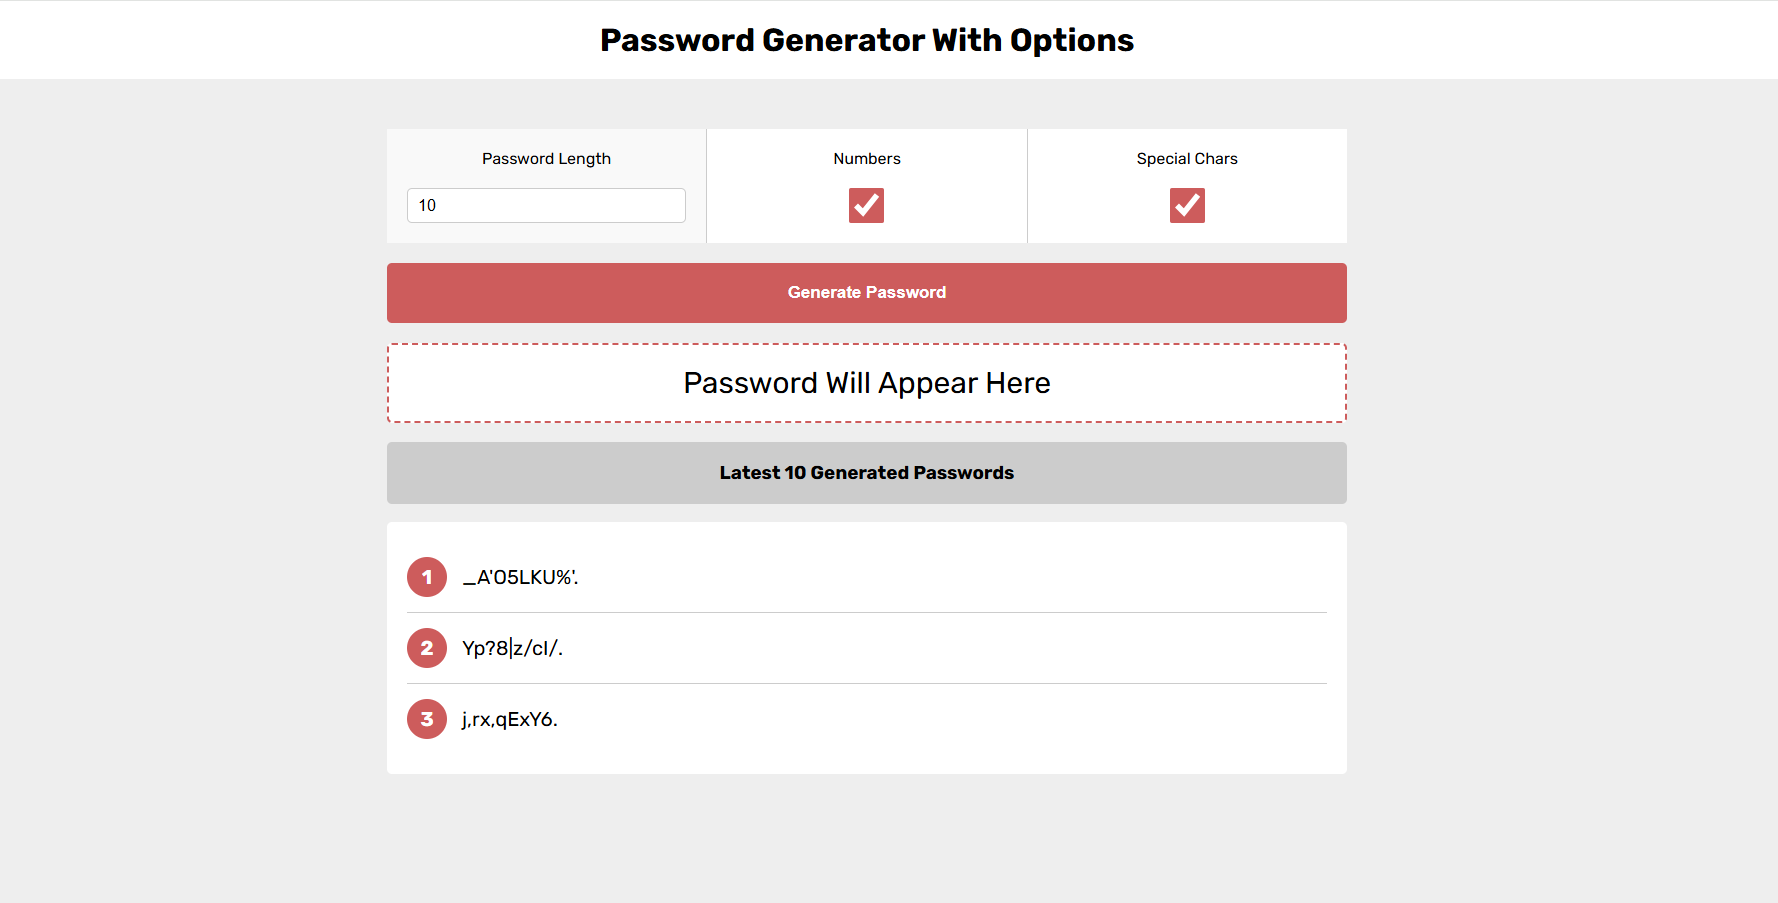 Password Generator With Options
Password Length
Numbers
Special Chars
10
Generate Password
Password Will Appear Here
Latest 10 Generated Passwords
1 _A'O5LKU%'.
2 Yp?8|z/cI/.
3 j,rx,qExY6.